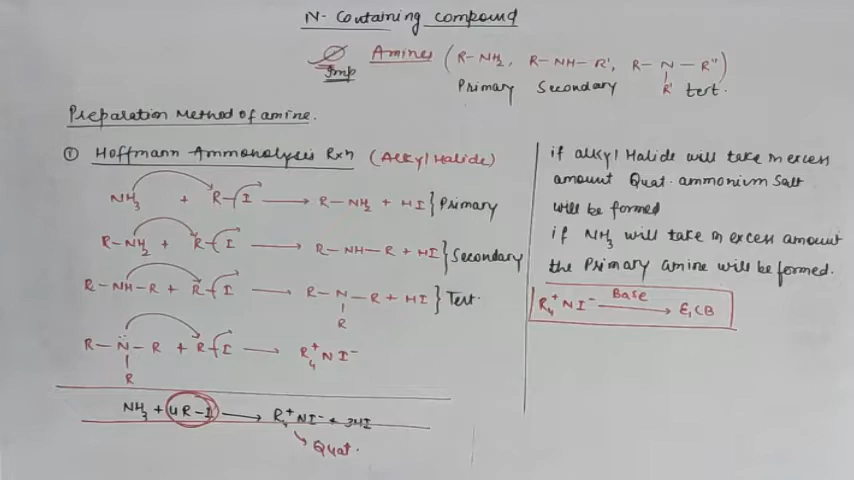 N- Containing compound
Imp Amines (R-NH2, R-NH-R', R-N-R'')
R'
Primary Secondary tert.
Preparation Method of amine.
① Hoffmann Ammonolysis Rxn (Alkyl Halide)
NH3 + R-I → R-NH2 + HI } Primary
R-NH2 + R-I → R-NH-R + HI } Secondary
R-NH-R + R-I → R-N-R + HI } Tert.
R
R-N̈-R + R-I → R4+NI-
R
NH3 + 4R-I → R4+NI- + 3HI
↳ Quat.
if alkyl Halide will take in excess
amount Quat. ammonium Salt
will be formed
if NH3 will take in excess amount
the Primary amine will be formed.
R4+NI- Base → E1CB